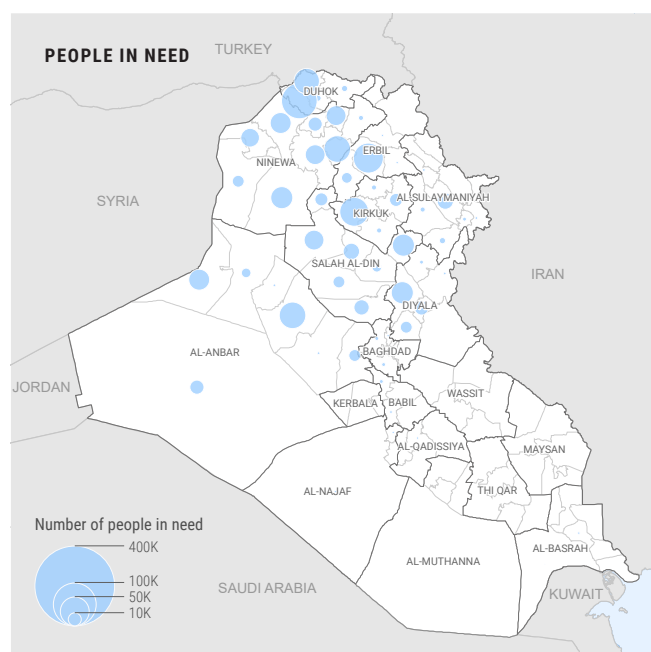 TURKEY
PEOPLE IN NEED
DUHOK
ERBIL
NINEWA
AL-SULAYMANIYAH
SYRIA
KIRKUK
SALAH AL-DIN
IRAN
DIYALA
AL-ANBAR
BAGHDAD
JORDAN
WASSIT
KERBALA
BABIL
AL-QADISSIYA
MAYSAN
AL-NAJAF
THI QAR
Number of people in need
400K
AL-BASRAH
AL-MUTHANNA
100K
SAUDI ARABIA
KUWAIT
50K
10K